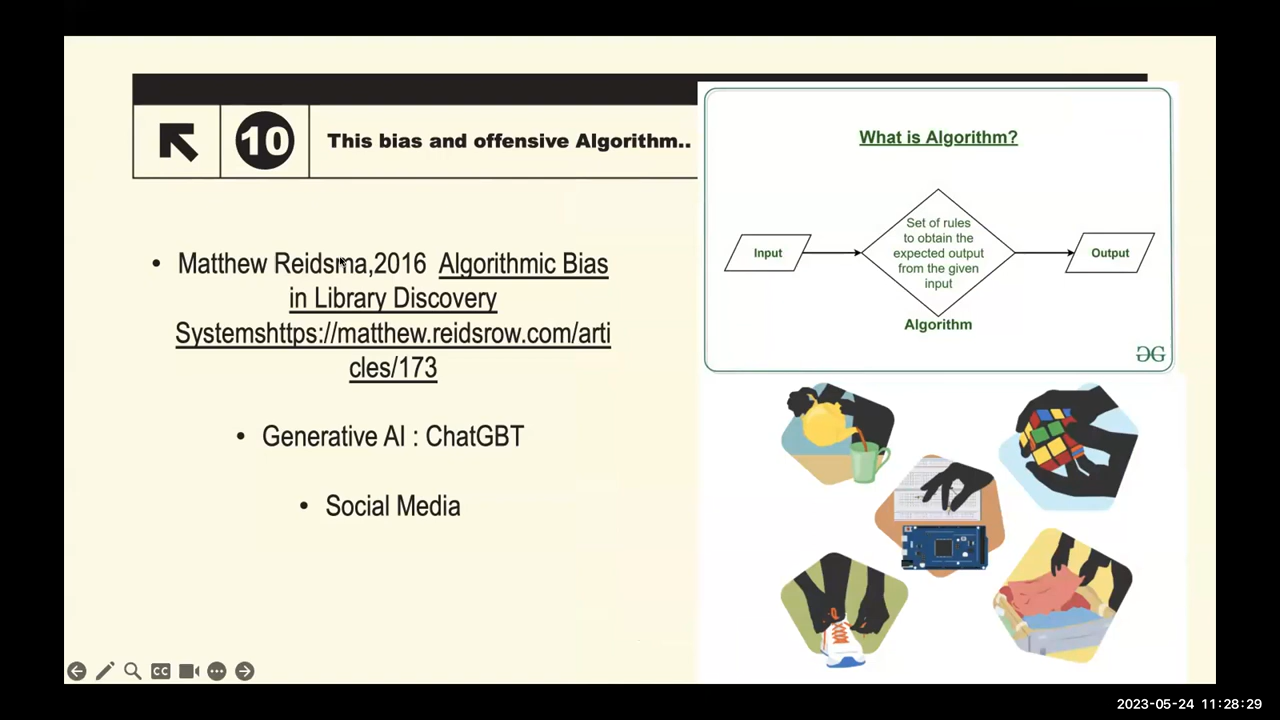 10
This bias and offensive Algorithm..
• Matthew Reidsma,2016 Algorithmic Bias
in Library Discovery
Systemshttps://matthew.reidsrow.com/arti
cles/173
• Generative AI : ChatGBT
• Social Media
What is Algorithm?
Input
Set of rules
to obtain the
expected output
from the given
input
Output
Algorithm
CC
2023-05-24 11:28:29